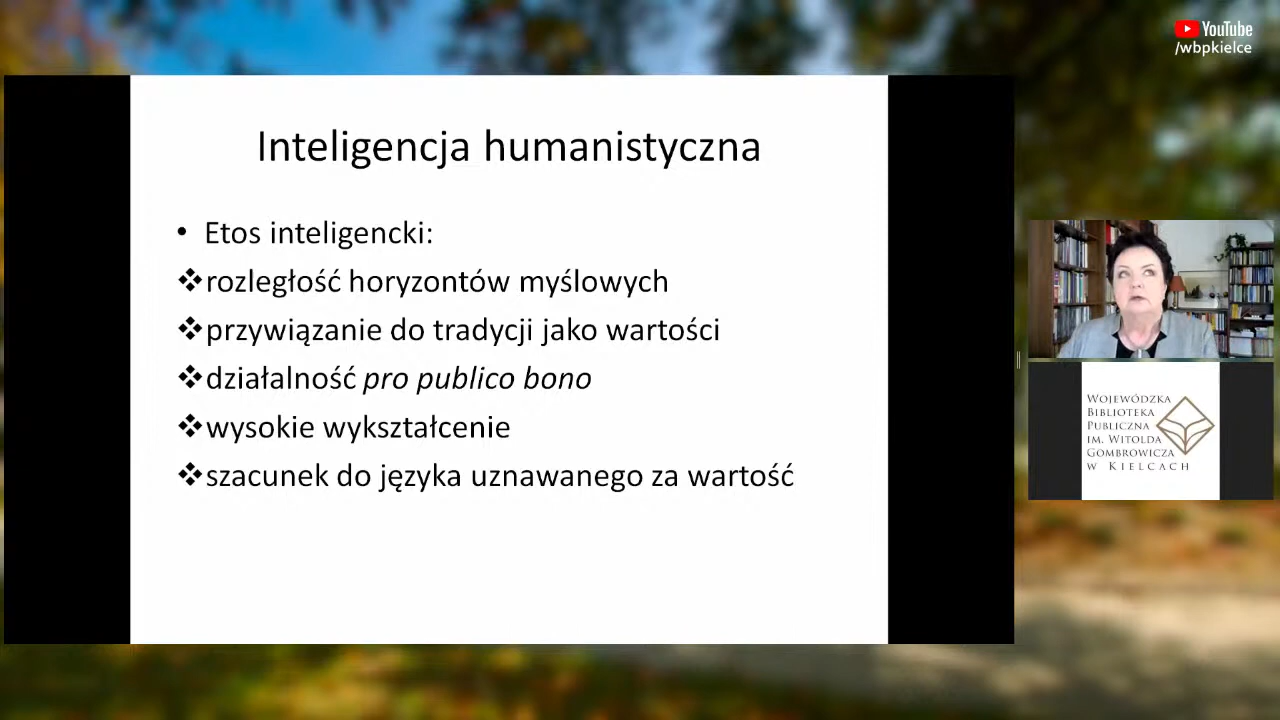 YouTube
/wbpkielce
Inteligencja humanistyczna
• Etos inteligencki:
❖rozległość horyzontów myślowych
❖przywiązanie do tradycji jako wartości
❖działalność pro publico bono
❖wysokie wykształcenie
❖szacunek do języka uznawanego za wartość
Wojewódzka
Biblioteka
Publiczna
im. Witolda
Gombrowicza
w Kielcach